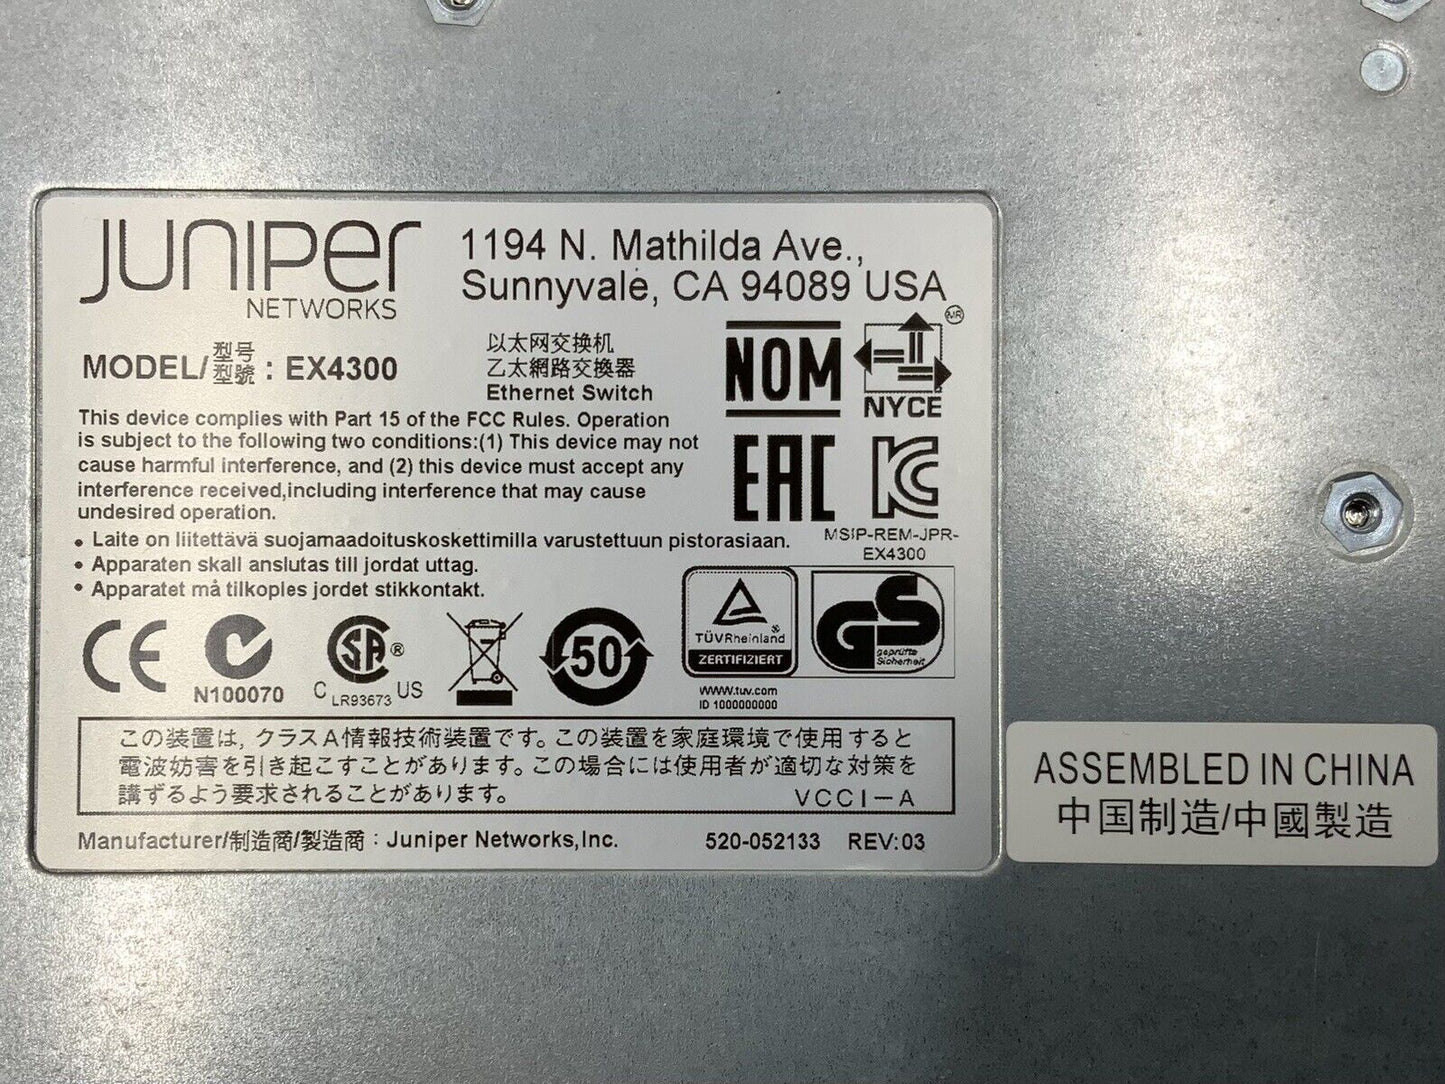 JUNIPER
NETWORKS
1194 N. Mathilda Ave.,
Sunnyvale, CA 94089 USA
MODEL/型号 型號 : EX4300
以太网交换机
乙太網路交換器
Ethernet Switch
NOM
NYCE
MR
This device complies with Part 15 of the FCC Rules. Operation
is subject to the following two conditions:(1) This device may not
cause harmful interference, and (2) this device must accept any
interference received,including interference that may cause
undesired operation.
EAC
KC
MSIP-REM-JPR-
EX4300
• Laite on liitettävä suojamaadoituskoskettimilla varustettuun pistorasiaan.
• Apparaten skall anslutas till jordat uttag.
• Apparatet må tilkoples jordet stikkontakt.
CE
N100070
SA ®
C LR93673 US
50
TÜVRheinland
ZERTIFIZIERT
www.tuv.com
ID 1000000000
GS
geprüfte
Sicherheit
この装置は, クラスA情報技術装置です。この装置を家庭環境で使用すると
電波妨害を引き起こすことがあります。この場合には使用者が適切な対策を
講ずるよう要求されることがあります。 VCCI-A
Manufacturer/制造商/製造商 : Juniper Networks,Inc. 520-052133 REV:03
ASSEMBLED IN CHINA
中国制造/中國製造